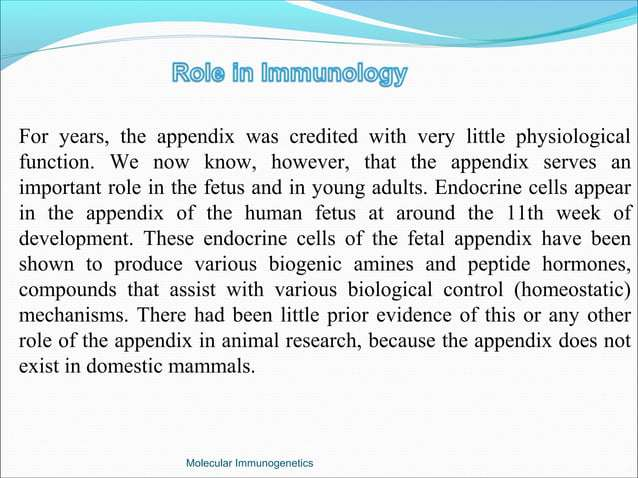 Role in Immunology
For years, the appendix was credited with very little physiological
function. We now know, however, that the appendix serves an
important role in the fetus and in young adults. Endocrine cells appear
in the appendix of the human fetus at around the 11th week of
development. These endocrine cells of the fetal appendix have been
shown to produce various biogenic amines and peptide hormones,
compounds that assist with various biological control (homeostatic)
mechanisms. There had been little prior evidence of this or any other
role of the appendix in animal research, because the appendix does not
exist in domestic mammals.
Molecular Immunogenetics